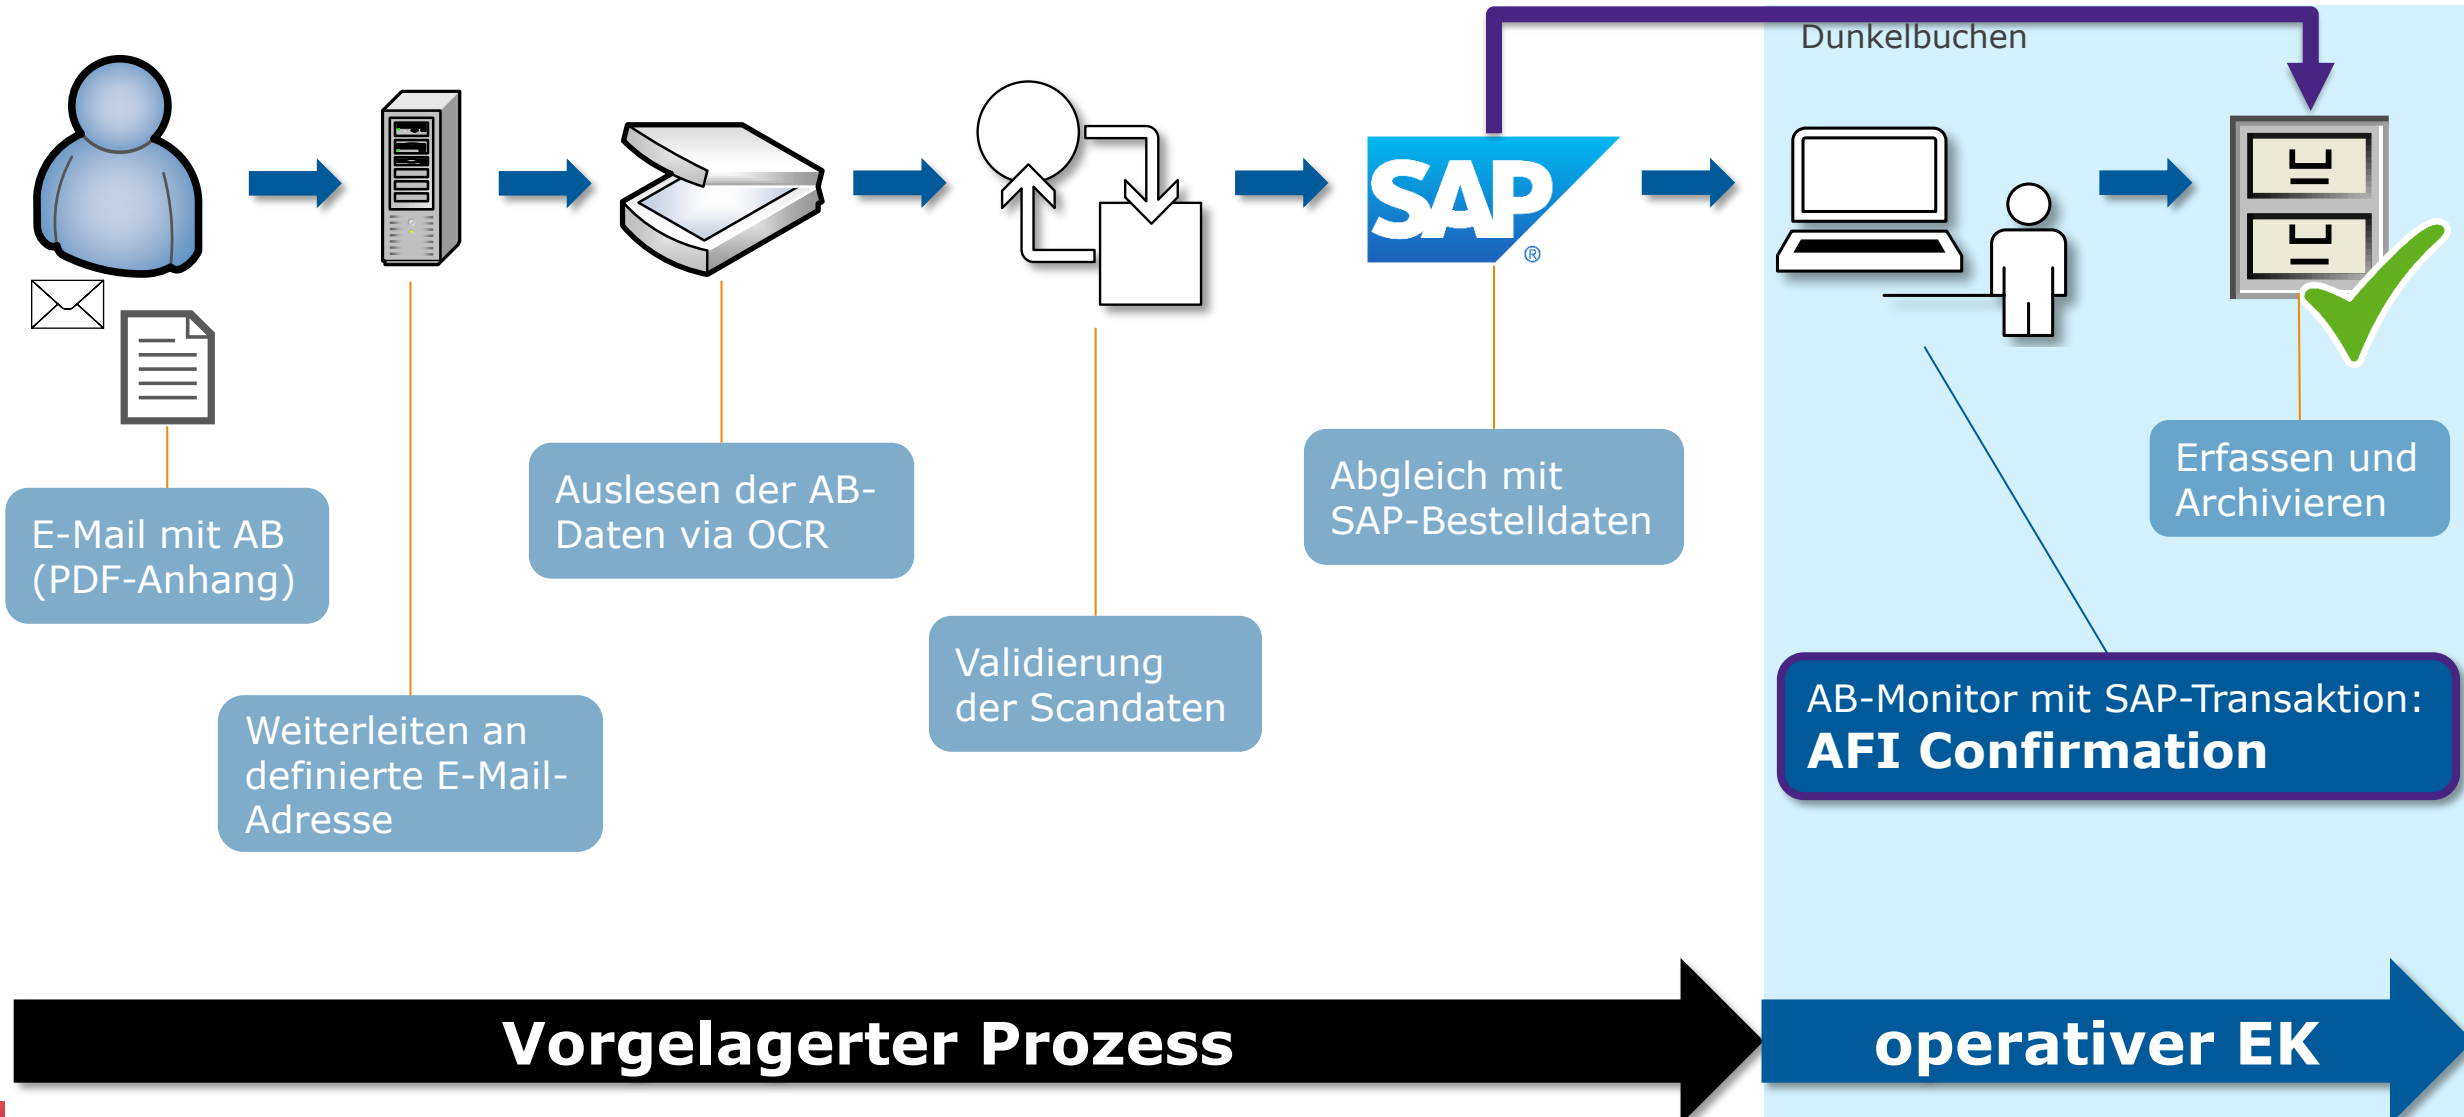 Dunkelbuchen
SAP
®
E-Mail mit AB
(PDF-Anhang)
Weiterleiten an
definierte E-Mail-
Adresse
Auslesen der AB-
Daten via OCR
Validierung
der Scandaten
Abgleich mit
SAP-Bestelldaten
AB-Monitor mit SAP-Transaktion:
AFI Confirmation
Erfassen und
Archivieren
Vorgelagerter Prozess
operativer EK